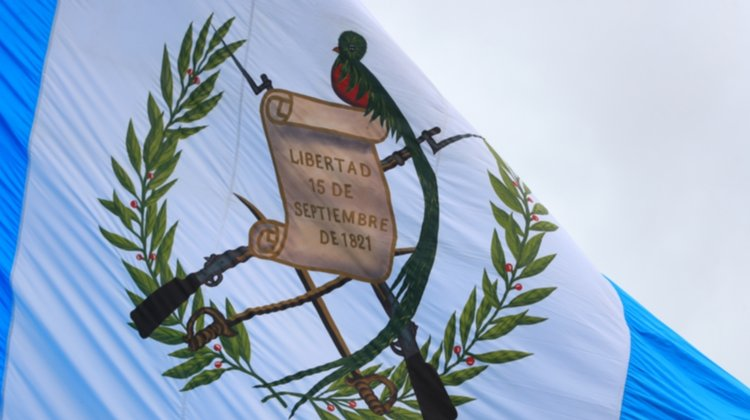 LIBERTAD
15 DE
SEPTIEMBRE
DE 1821